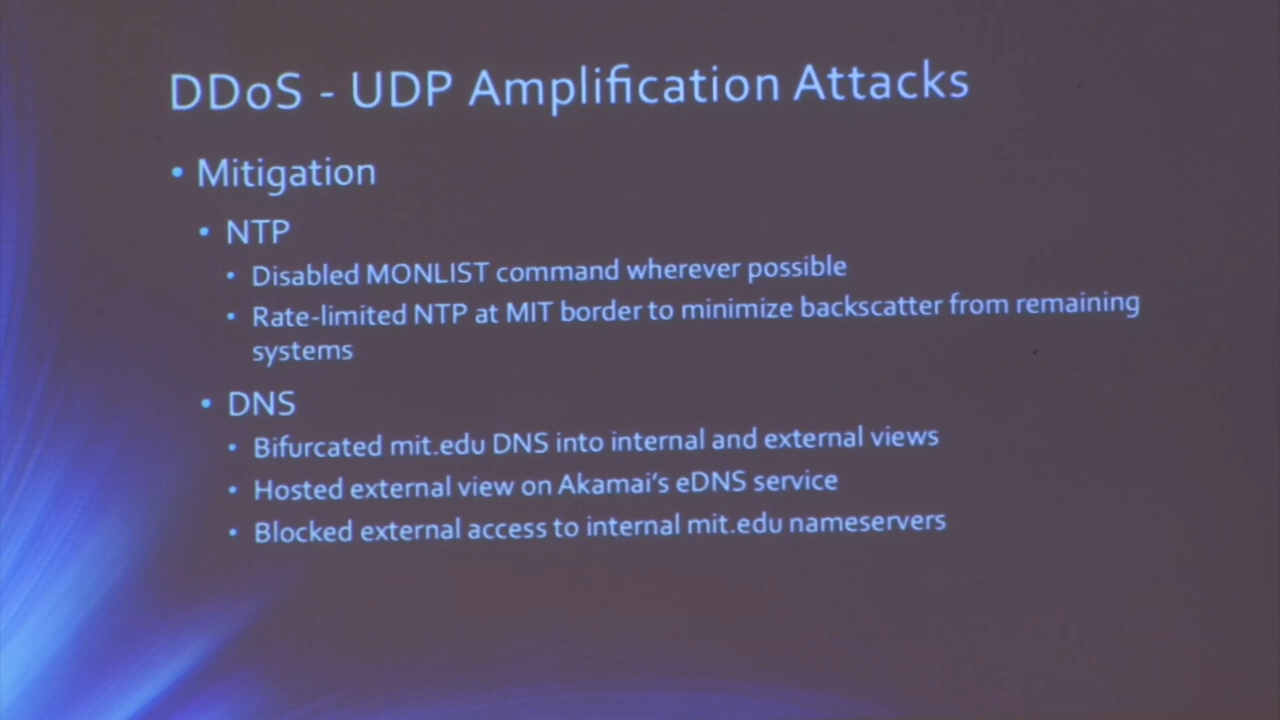 DDoS - UDP Amplification Attacks
• Mitigation
• NTP
• Disabled MONLIST command wherever possible
• Rate-limited NTP at MIT border to minimize backscatter from remaining
systems
• DNS
• Bifurcated mit.edu DNS into internal and external views
• Hosted external view on Akamai's eDNS service
• Blocked external access to internal mit.edu nameservers